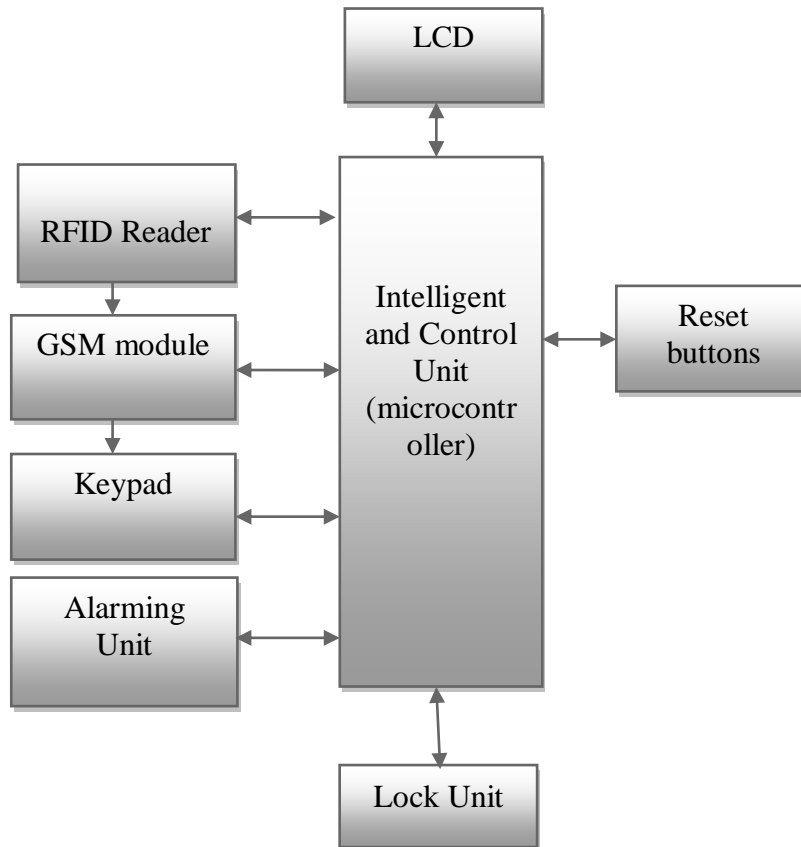 LCD
RFID Reader
GSM module
Keypad
Alarming
Unit
Intelligent
and Control
Unit
(microcontr
oller)
Reset
buttons
Lock Unit